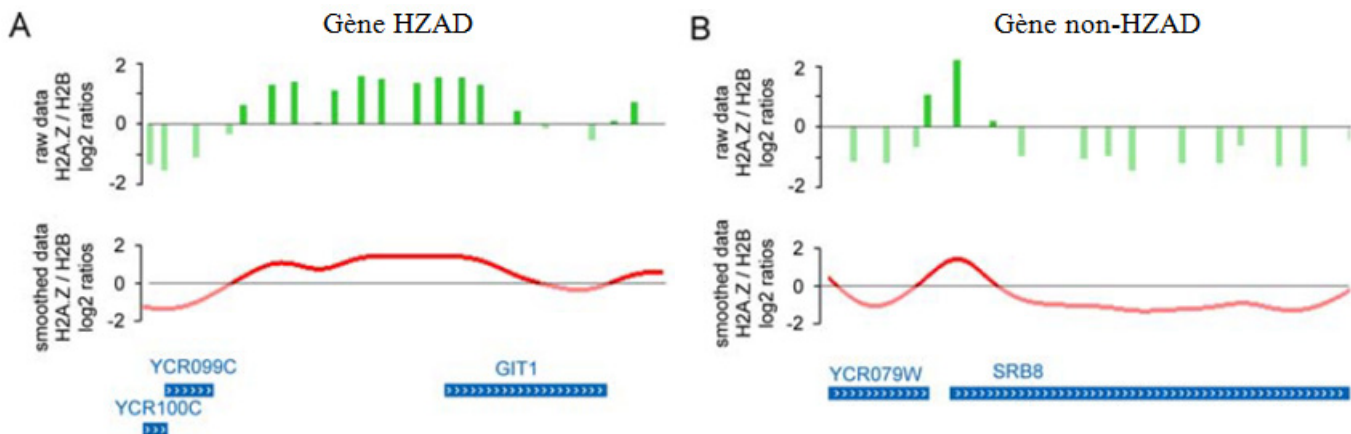 A
Gène HZAD
raw data
H2A.Z / H2B
log2 ratios
2
0
-2
smoothed data
H2A.Z / H2B
log2 ratios
2
0
-2
YCR099C
GIT1
YCR100C
B
Gène non-HZAD
raw data
H2A.Z / H2B
log2 ratios
2
0
-2
smoothed data
H2A.Z / H2B
log2 ratios
2
0
-2
YCR079W
SRB8